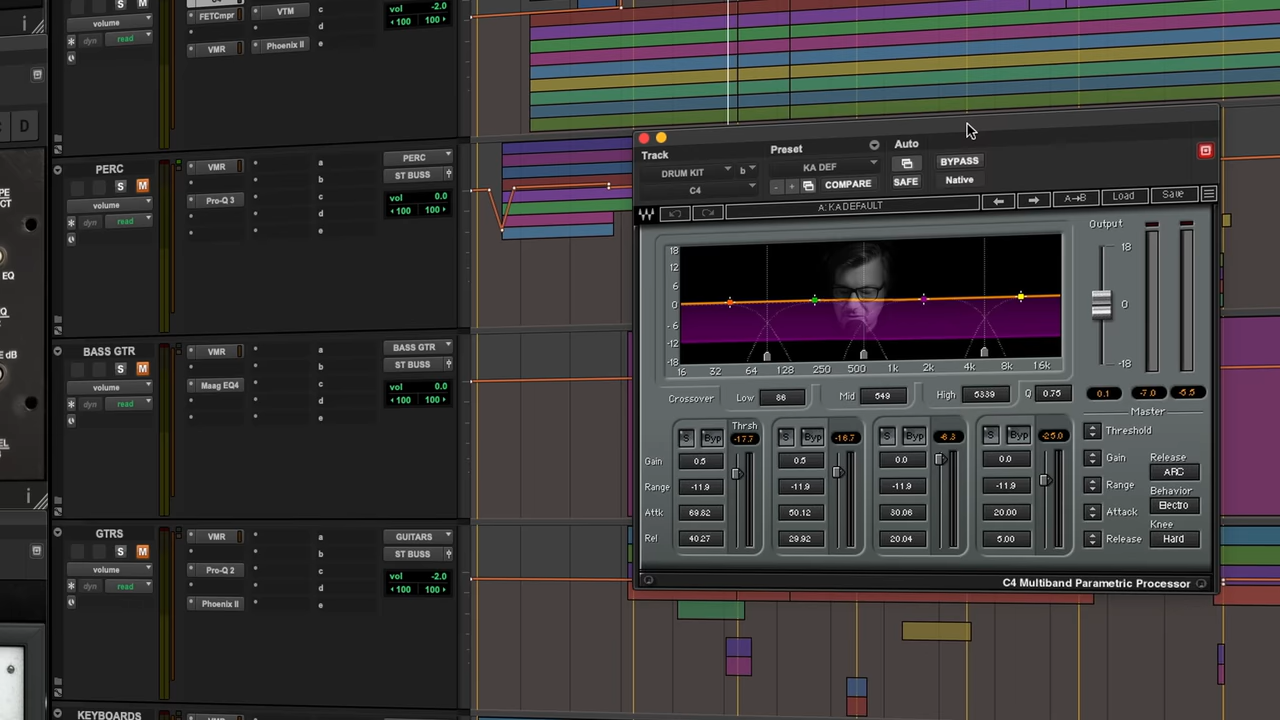 C4
FETCmpr
VTM
VMR
Phoenix II
S M
volume
dyn read
c
d
e
vol -2.0
100 100
D
EQ
i
PERC
S M
volume
dyn read
VMR
Pro-Q 3
a
b
c
d
e
PERC
ST BUSS
vol 0.0
100 100
BASS GTR
S M
volume
dyn read
VMR
Maag EQ4
a
b
c
d
e
BASS GTR
ST BUSS
vol 0.0
100 100
GTRS
S M
volume
dyn read
VMR
Pro-Q 2
Phoenix II
a
b
c
d
e
GUITARS
ST BUSS
vol -2.0
100 100
KEYBOARDS
VMR
Track
Preset
Auto
DRUM KIT b
KA DEF
BYPASS
C4
- + COMPARE
SAFE
Native
A: KA DEFAULT
A→B
Load
Save
18
12
6
0
-6
-12
-18
16 32 64 128 250 500 1k 2k 4k 8k 16k
Output
18
0
-18
0.1 -7.0 -5.5
Crossover Low 86 Mid 549 High 5339 Q 0.75
Thrsh
S Byp -17.7
S Byp -16.7
S Byp -6.3
S Byp -25.0
Gain 0.5 0.5 0.0 0.0
Range -11.9 -11.9 -11.9 -11.9
Attk 69.82 50.12 30.06 20.00
Rel 40.27 29.92 20.04 5.00
Master
Threshold
Gain
Range
Attack
Release
Release
ARC
Behavior
Electro
Knee
Hard
C4 Multiband Parametric Processor